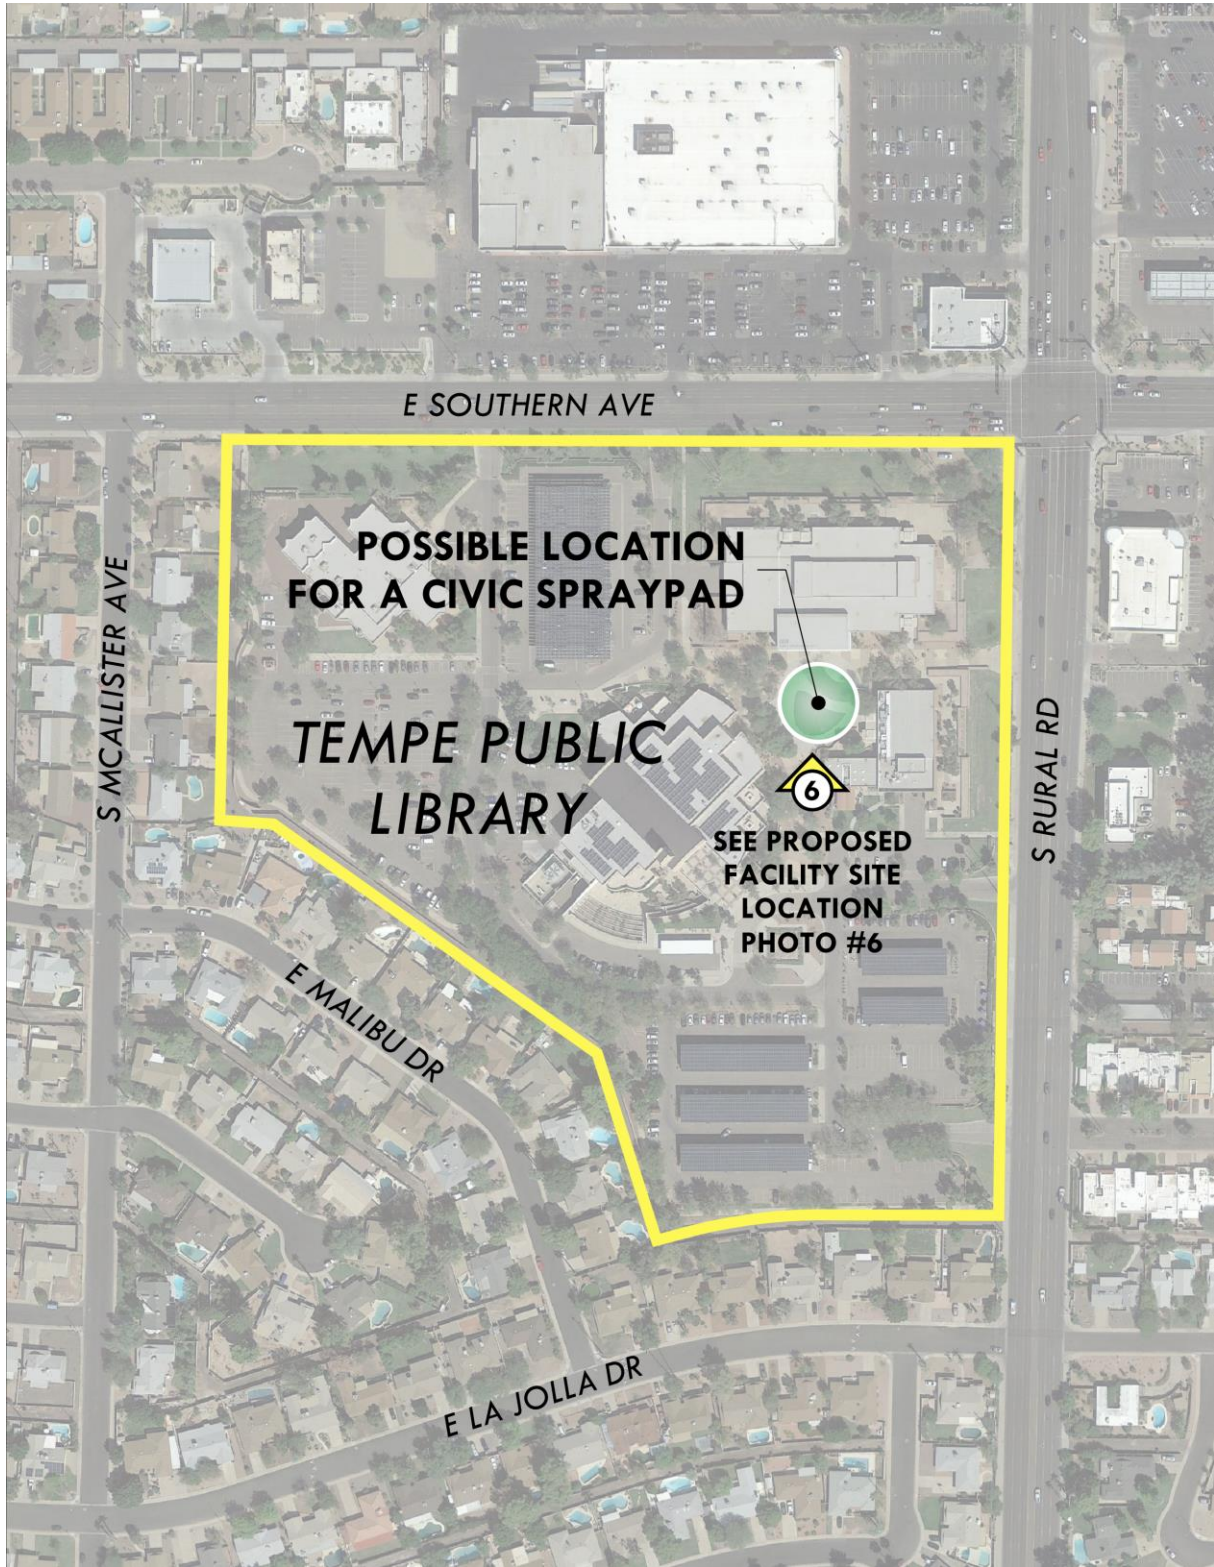 E SOUTHERN AVE
POSSIBLE LOCATION
FOR A CIVIC SPRAYPAD
S MCALLISTER AVE
TEMPE PUBLIC
LIBRARY
S RURAL RD
6
SEE PROPOSED
FACILITY SITE
LOCATION
PHOTO #6
E MALIBU DR
E LA JOLLA DR